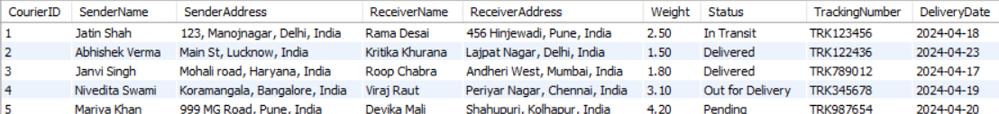 CourierID SenderName SenderAddress ReceiverName ReceiverAddress Weight Status TrackingNumber DeliveryDate
1 Jatin Shah 123, Manojnagar, Delhi, India Rama Desai 456 Hinjewadi, Pune, India 2.50 In Transit TRK123456 2024-04-18
2 Abhishek Verma Main St, Lucknow, India Kritika Khurana Lajpat Nagar, Delhi, India 1.50 Delivered TRK122436 2024-04-23
3 Janvi Singh Mohali road, Haryana, India Roop Chabra Andheri West, Mumbai, India 1.80 Delivered TRK789012 2024-04-17
4 Nivedita Swami Koramangala, Bangalore, India Viraj Raut Periyar Nagar, Chennai, India 3.10 Out for Delivery TRK345678 2024-04-19
5 Mariya Khan 999 MG Road, Pune, India Devika Mali Shahupuri, Kolhapur, India 4.20 Pending TRK987654 2024-04-20